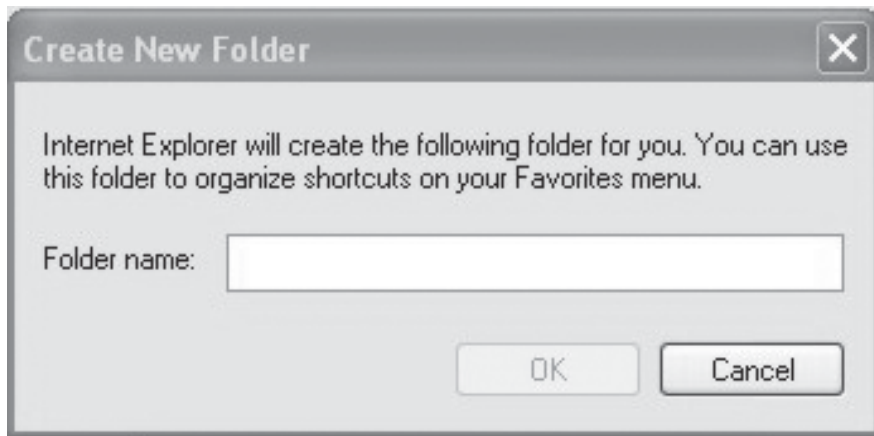 Create New Folder
Internet Explorer will create the following folder for you. You can use
this folder to organize shortcuts on your Favorites menu.
Folder name:
OK
Cancel